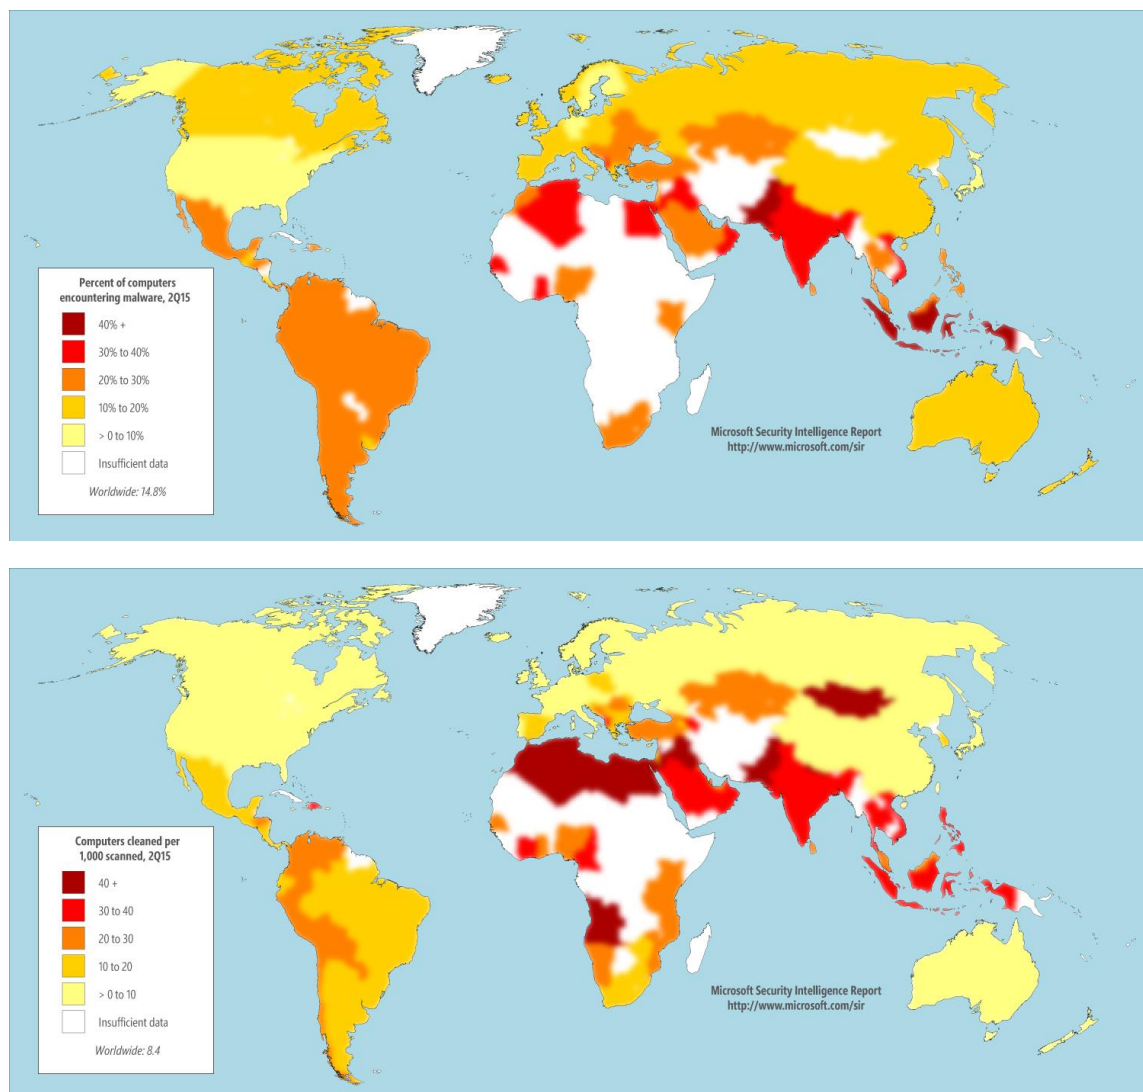 Percent of computers
encountering malware, 2Q15
40% +
30% to 40%
20% to 30%
10% to 20%
> 0 to 10%
Insufficient data
Worldwide: 14.8%
Microsoft Security Intelligence Report
http://www.microsoft.com/sir
Computers cleaned per
1,000 scanned, 2Q15
40 +
30 to 40
20 to 30
10 to 20
> 0 to 10
Insufficient data
Worldwide: 8.4
Microsoft Security Intelligence Report
http://www.microsoft.com/sir